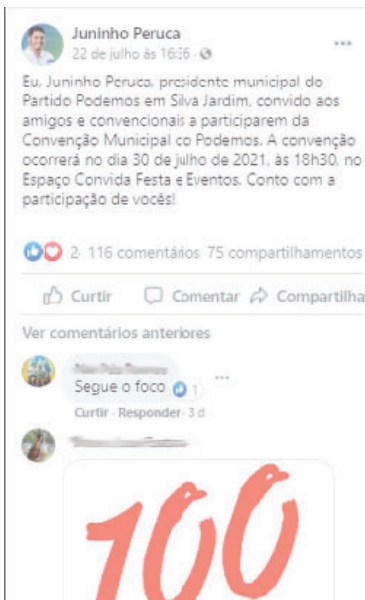 Juninho Peruca
22 de julho às 16:36
Eu, Juninho Peruca, presidente municipal do
Partido Podemos em Silva Jardim, convido aos
amigos e convencionais a participarem da
Convenção Municipal co Podemos. A convenção
ocorrerá no dia 30 de julho de 2021, às 18h30, no
Espaço Convida Festa e Eventos. Conto com a
participação de vocês!
2 116 comentários 75 compartilhamentos
Curtir Comentar Compartilha
Ver comentários anteriores
Segue o foco 1
Curtir · Responder · 3 d
100